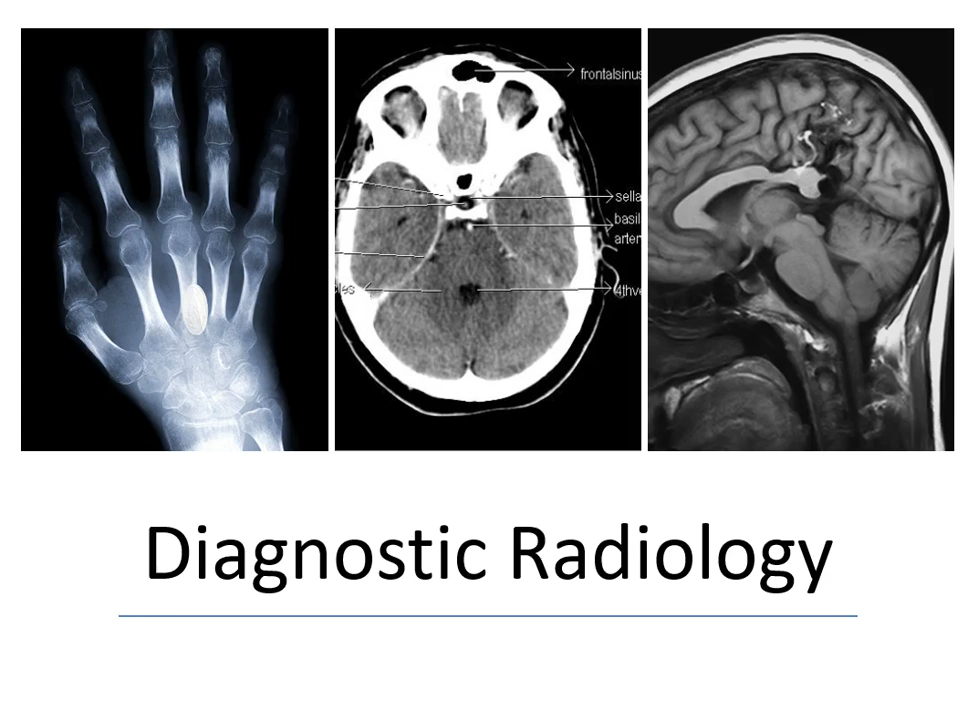 frontalsinus
sella
basil
arter
4thve
les
Diagnostic Radiology